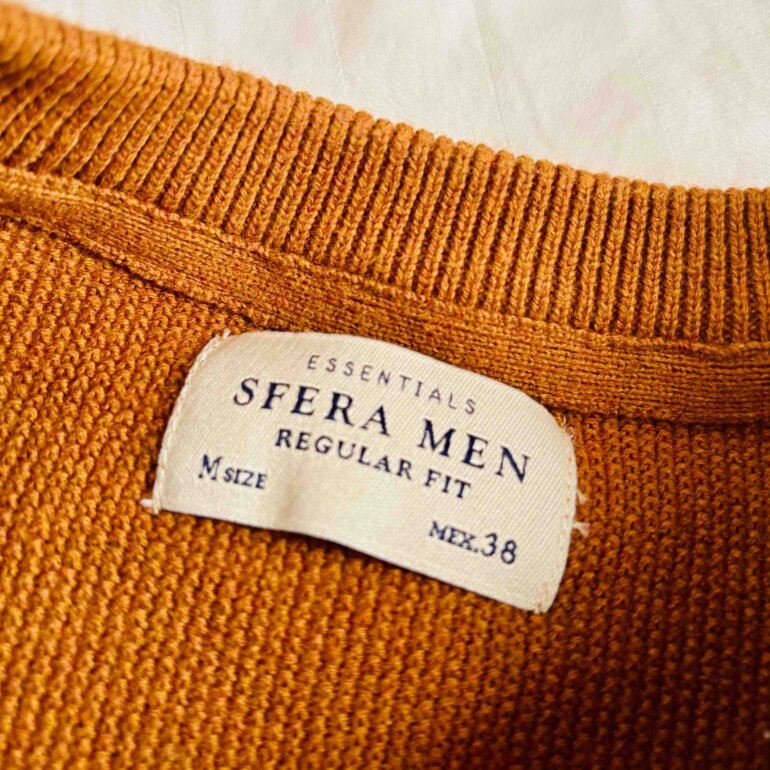 ESSENTIALS
SFERA MEN
REGULAR FIT
M SIZE
MEX.38